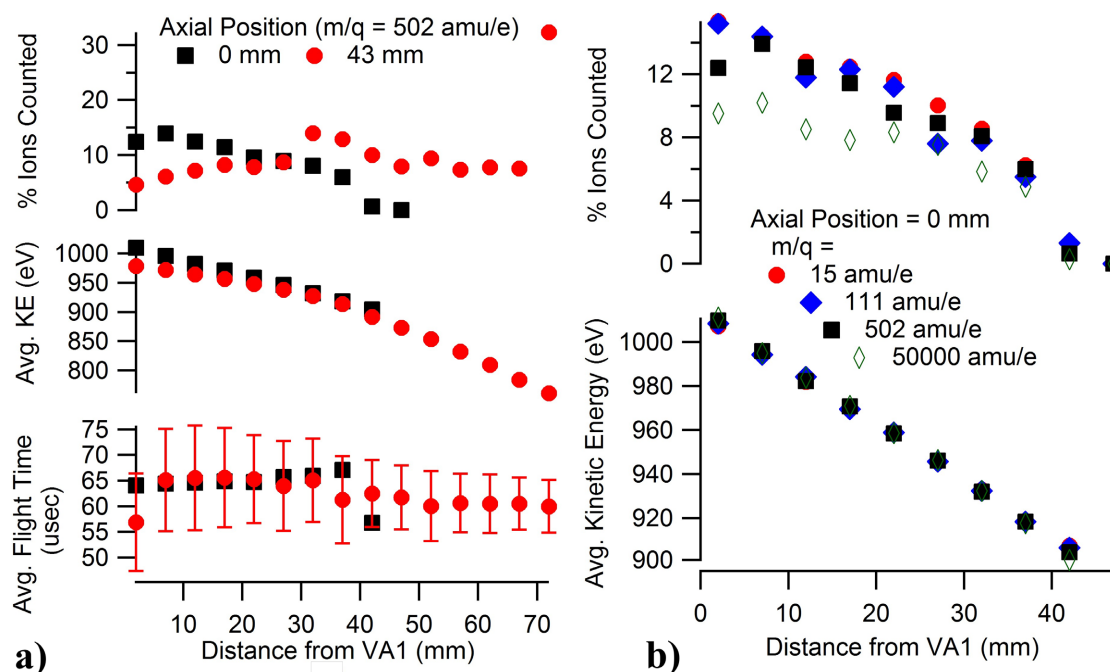 Axial Position (m/q = 502 amu/e)
0 mm 43 mm
% Ions Counted
30
20
10
0
Avg. KE (eV)
1000
950
900
850
800
Avg. Flight Time (usec)
75
70
65
60
55
50
10 20 30 40 50 60 70
Distance from VA1 (mm)
a)
% Ions Counted
12
8
4
0
Axial Position = 0 mm
m/q =
15 amu/e
111 amu/e
502 amu/e
50000 amu/e
Avg. Kinetic Energy (eV)
1000
980
960
940
920
900
0 10 20 30 40
Distance from VA1 (mm)
b)